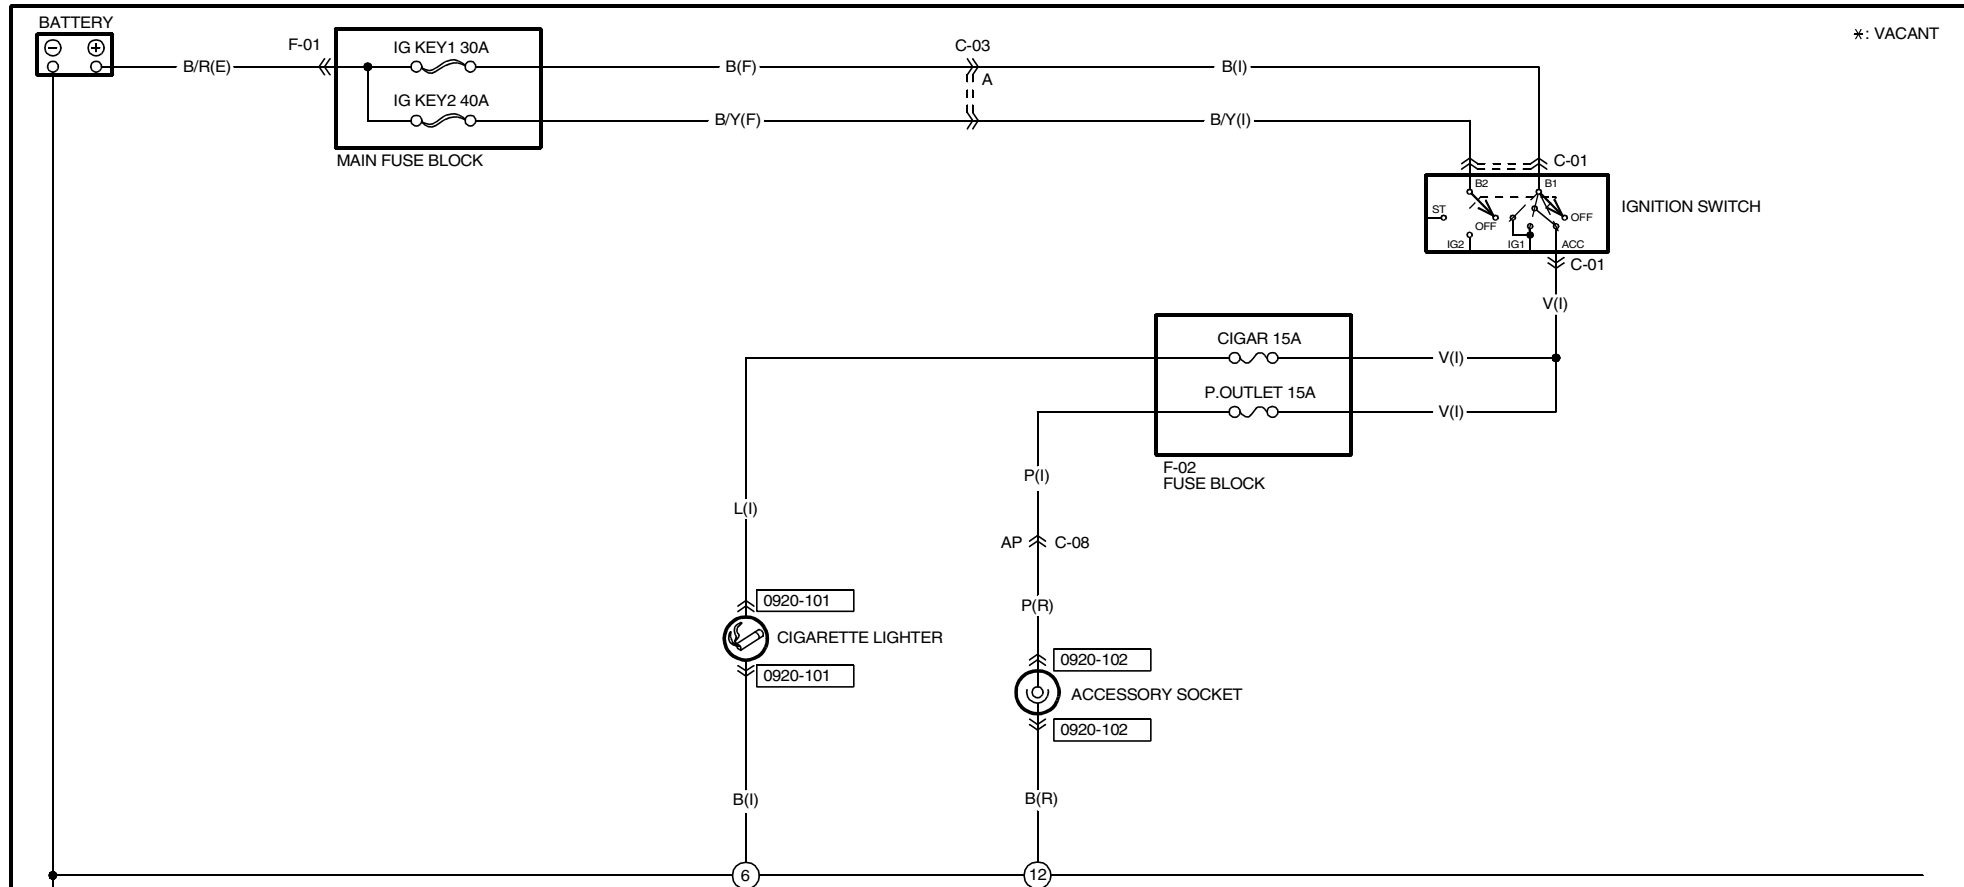 BATTERY
F-01
IG KEY1 30A
C-03
*: VACANT
B/R(E)
B(F)
A
B(I)
IG KEY2 40A
B/Y(F)
B/Y(I)
MAIN FUSE BLOCK
C-01
B2
B1
IGNITION SWITCH
ST
OFF
OFF
IG2
IG1
ACC
C-01
V(I)
CIGAR 15A
V(I)
P.OUTLET 15A
V(I)
F-02
FUSE BLOCK
P(I)
L(I)
AP
C-08
0920-101
P(R)
CIGARETTE LIGHTER
0920-102
0920-101
ACCESSORY SOCKET
0920-102
B(I)
B(R)
6
12